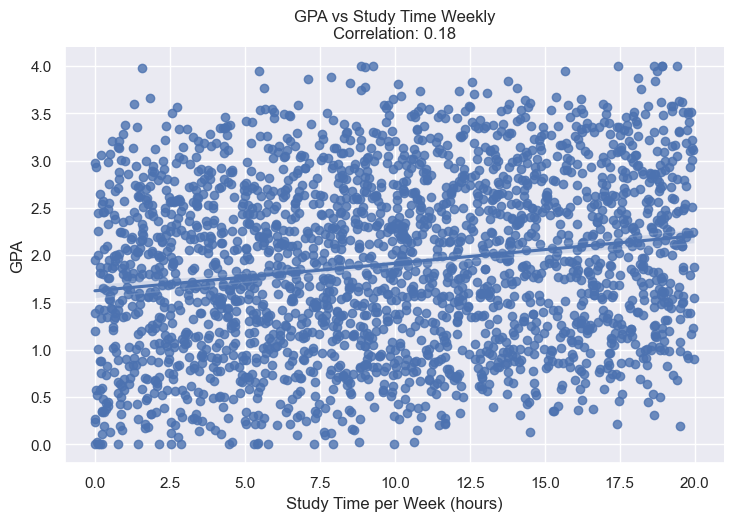 GPA vs Study Time Weekly
Correlation: 0.18
4.0
3.5
3.0
2.5
2.0
1.5
1.0
0.5
0.0
GPA
0.0 2.5 5.0 7.5 10.0 12.5 15.0 17.5 20.0
Study Time per Week (hours)